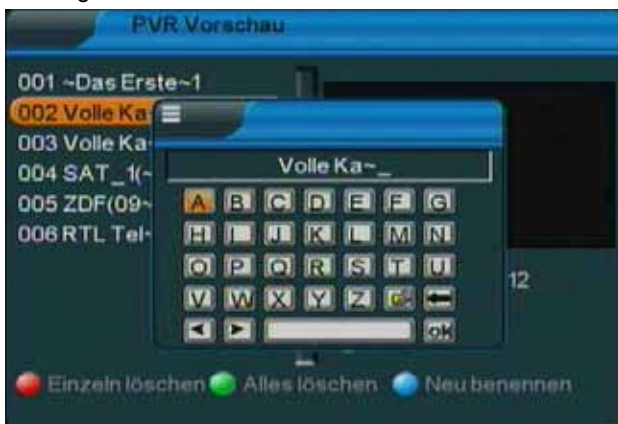 PVR Vorschau
001 ~Das Erste~1
002 Volle Ka
003 Volle Ka
004 SAT_1(~
005 ZDF(09~
006 RTL Tel~
Volle Ka~_
A B C D E F G
H I J K L M N
O P Q R S T U
V W X Y Z
ok
12
Einzeln löschen Alles löschen Neu benennen